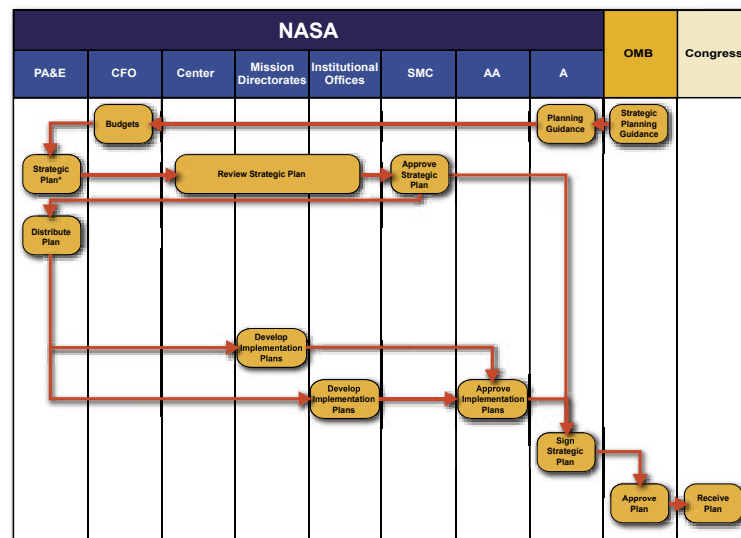 NASA
OMB
Congress
PA&E
CFO
Center
Mission
Directorates
Institutional
Offices
SMC
AA
A
Budgets
Planning
Guidance
Strategic
Planning
Guidance
Strategic
Plan*
Review Strategic Plan
Approve
Strategic
Plan
Distribute
Plan
Develop
Implementation
Plans
Develop
Implementation
Plans
Approve
Implementation
Plans
Sign
Strategic
Plan
Approve
Plan
Receive
Plan